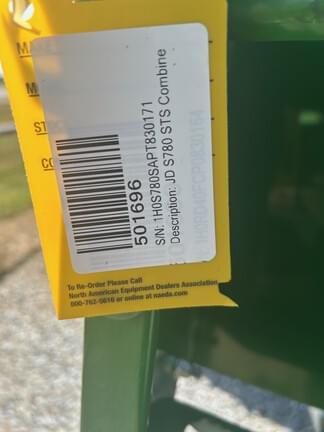 501696
S/N: 1H0S780SAPT830171
Description: JD S780 STS Combine
To Re-Order Please Call
North American Equipment Dealers Association
800-762-5616 or online at naeda.com